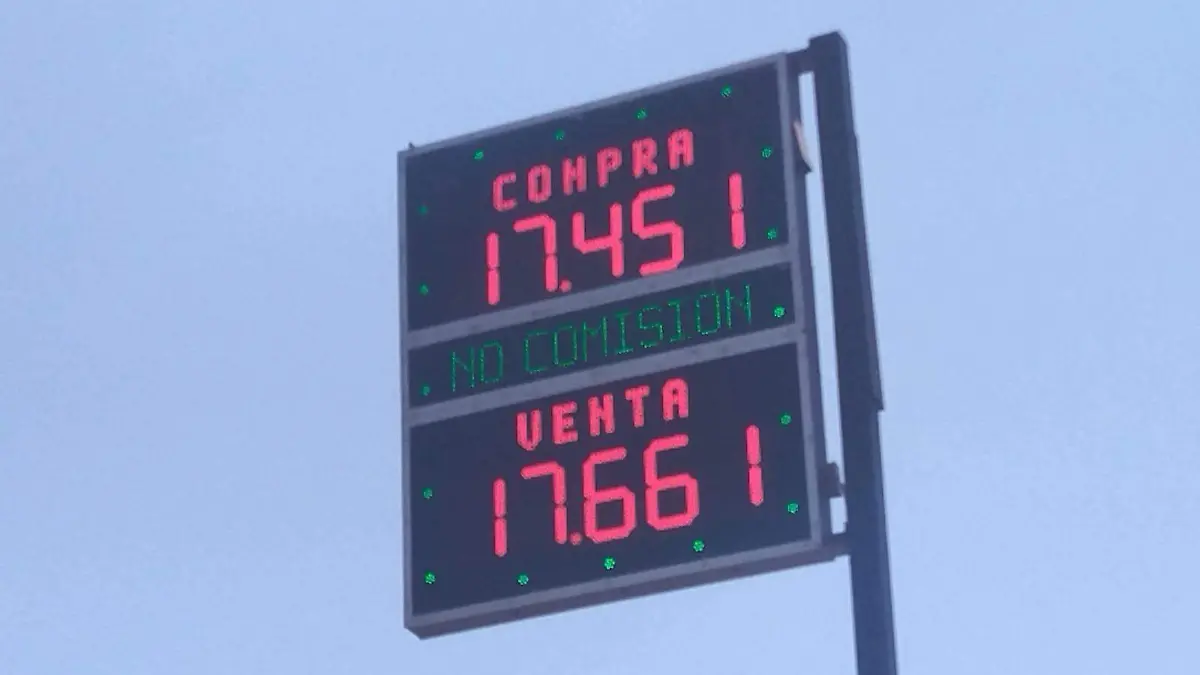 COMPRA
17.451
NO COMISION
VENTA
17.661